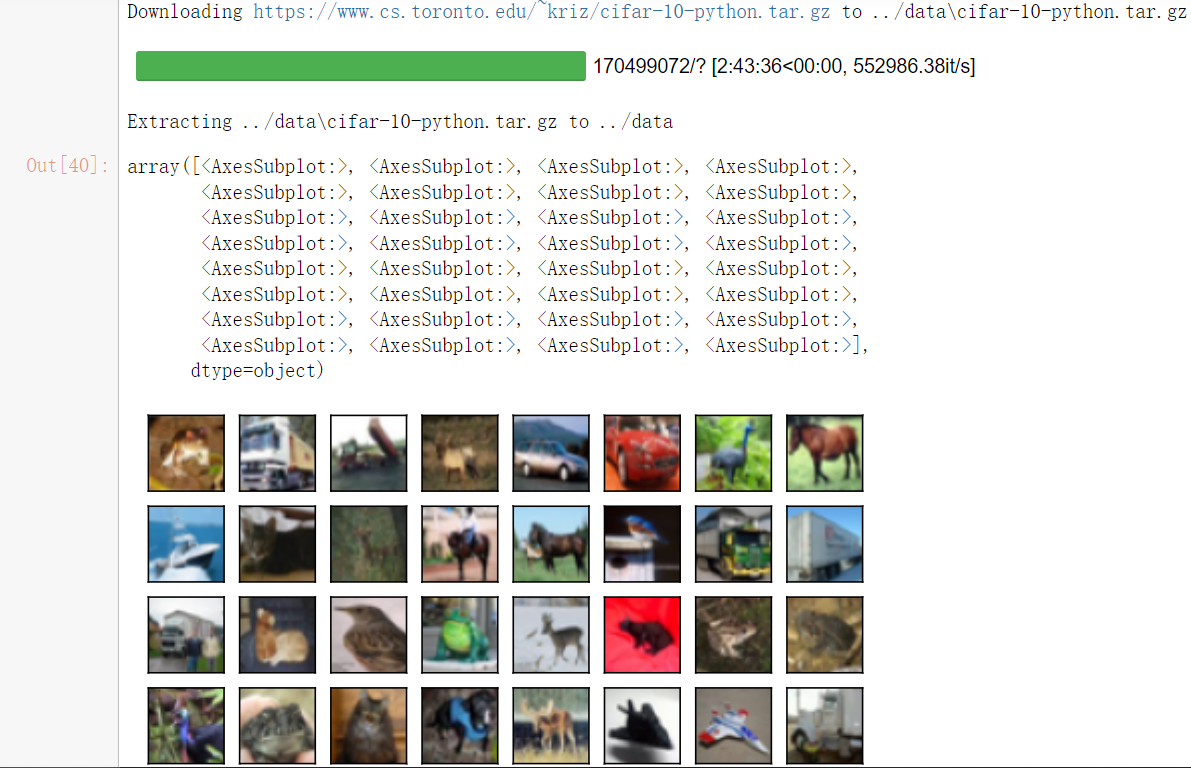 Downloading https://www.cs.toronto.edu/~kriz/cifar-10-python.tar.gz to ../data\cifar-10-python.tar.gz
170499072/? [2:43:36<00:00, 552986.38it/s]
Extracting ../data\cifar-10-python.tar.gz to ../data
Out[40]: array([<AxesSubplot:>, <AxesSubplot:>, <AxesSubplot:>, <AxesSubplot:>,
<AxesSubplot:>, <AxesSubplot:>, <AxesSubplot:>, <AxesSubplot:>,
<AxesSubplot:>, <AxesSubplot:>, <AxesSubplot:>, <AxesSubplot:>,
<AxesSubplot:>, <AxesSubplot:>, <AxesSubplot:>, <AxesSubplot:>,
<AxesSubplot:>, <AxesSubplot:>, <AxesSubplot:>, <AxesSubplot:>,
<AxesSubplot:>, <AxesSubplot:>, <AxesSubplot:>, <AxesSubplot:>,
<AxesSubplot:>, <AxesSubplot:>, <AxesSubplot:>, <AxesSubplot:>,
<AxesSubplot:>, <AxesSubplot:>, <AxesSubplot:>, <AxesSubplot:>],
dtype=object)